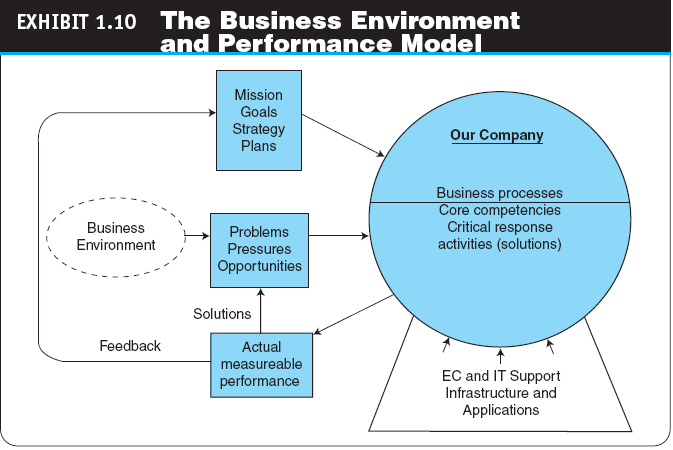 EXHIBIT 1.10
The Business Environment
and Performance Model
Mission
Goals
Strategy
Plans
Our Company
Business processes
Core competencies
Critical response
activities (solutions)
Business
Environment
Problems
Pressures
Opportunities
Solutions
Feedback
Actual
measureable
performance
EC and IT Support
Infrastructure and
Applications